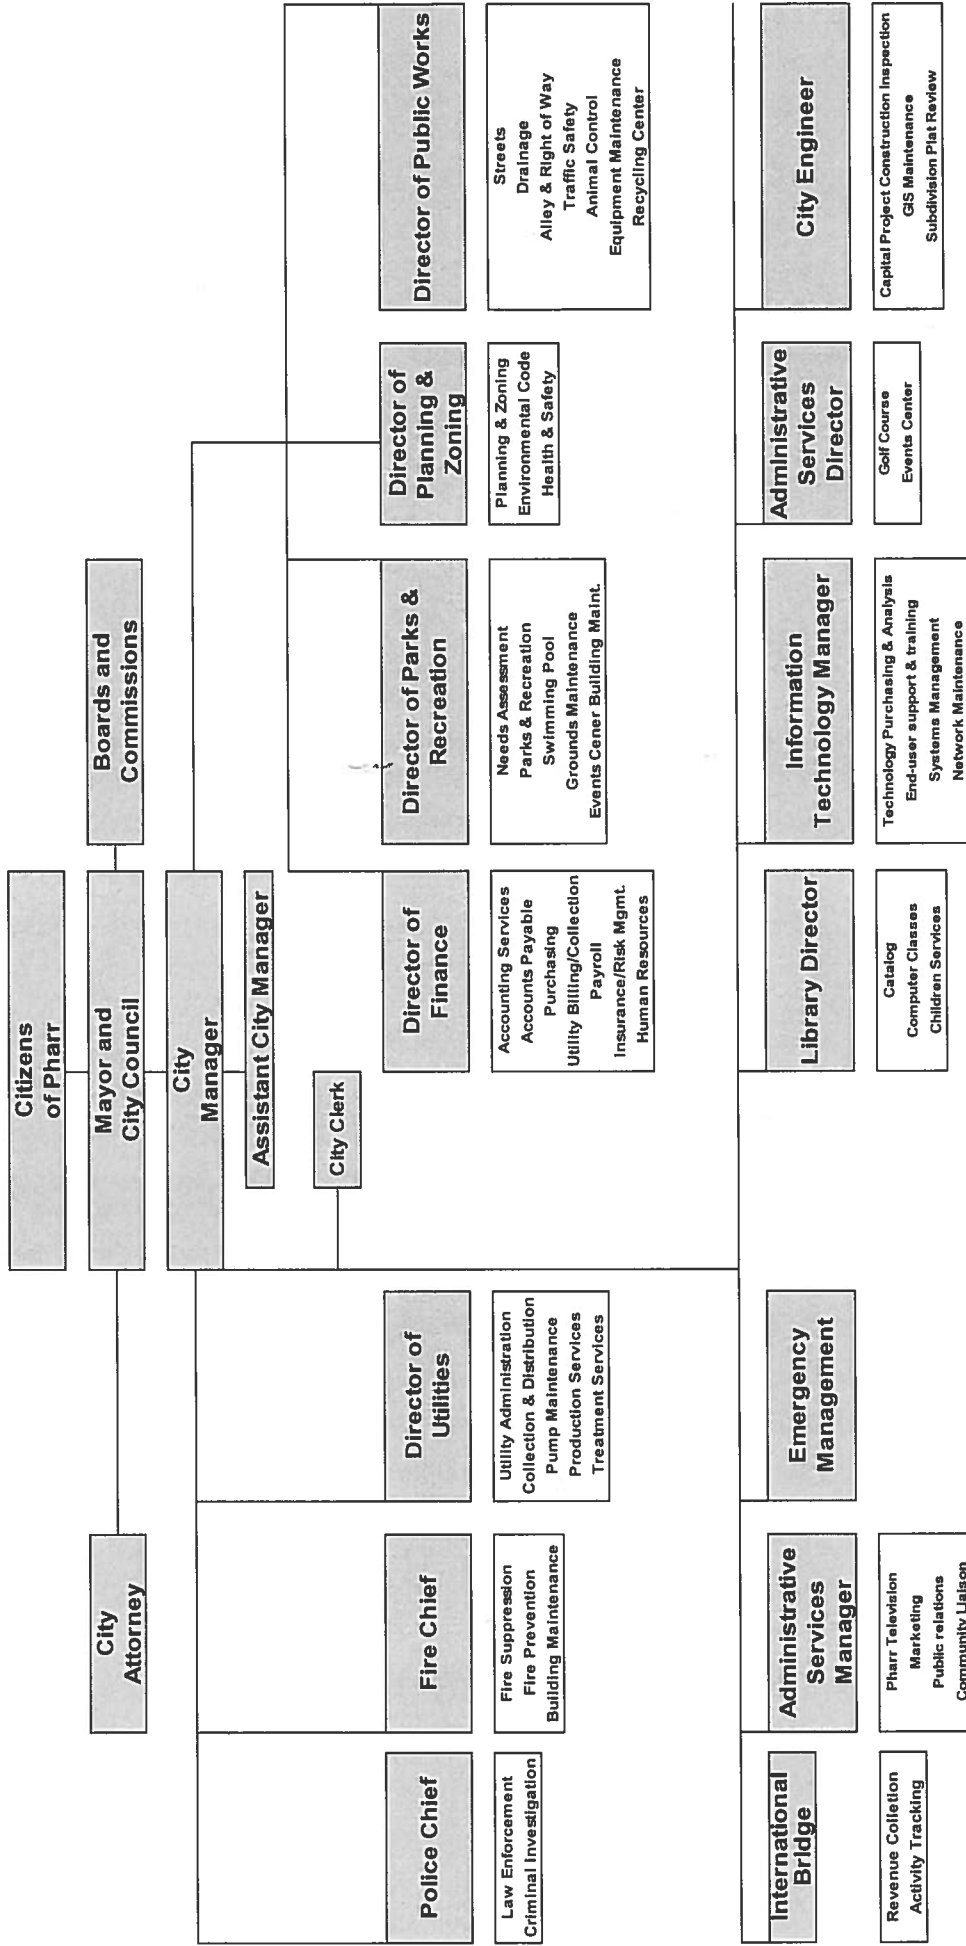 Citizens
of Pharr
Mayor and
City Council
Boards and
Commissions
City
Attorney
City
Manager
Assistant City Manager
City Clerk
Police Chief
Law Enforcement
Criminal Investigation
Fire Chief
Fire Suppression
Fire Prevention
Building Maintenance
Director of
Utilities
Utility Administration
Collection & Distribution
Pump Maintenance
Production Services
Treatment Services
Director of
Finance
Accounting Services
Accounts Payable
Purchasing
Utility Billing/Collection
Payroll
Insurance/Risk Mgmt.
Human Resources
Director of Parks &
Recreation
Needs Assessment
Parks & Recreation
Swimming Pool
Grounds Maintenance
Events Cener Building Maint.
Director of
Planning &
Zoning
Planning & Zoning
Environmental Code
Health & Safety
Director of Public Works
Streets
Drainage
Alley & Right of Way
Traffic Safety
Animal Control
Equipment Maintenance
Recycling Center
International
Bridge
Revenue Colletion
Activity Tracking
Administrative
Services
Manager
Pharr Television
Marketing
Public relations
Community Liaison
Emergency
Management
Library Director
Catalog
Computer Classes
Children Services
Information
Technology Manager
Technology Purchasing & Analysis
End-user support & training
Systems Management
Network Maintenance
Administrative
Services
Director
Golf Course
Events Center
City Engineer
Capital Project Construction Inspection
GIS Maintenance
Subdivision Plat Review